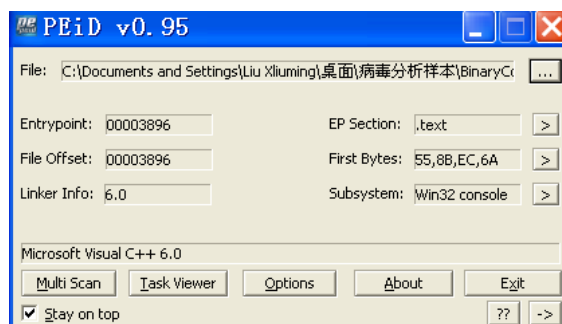 PEiD v0.95
File: C:\Documents and Settings\Liu Xliuming\桌面\病毒分析样本\BinaryCo ...
Entrypoint: 00003896 EP Section: .text >
File Offset: 00003896 First Bytes: 55,8B,EC,6A >
Linker Info: 6.0 Subsystem: Win32 console >
Microsoft Visual C++ 6.0
Multi Scan Task Viewer Options About Exit
Stay on top ?? ->